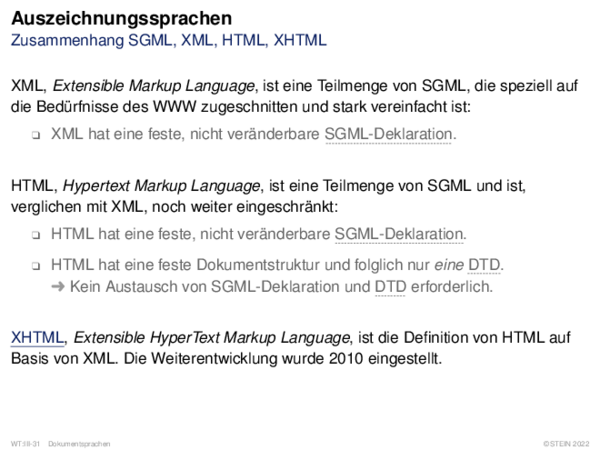 Auszeichnungssprachen
Zusammenhang SGML, XML, HTML, XHTML
XML, Extensible Markup Language, ist eine Teilmenge von SGML, die speziell auf
die Bedürfnisse des WWW zugeschnitten und stark vereinfacht ist:
❑ XML hat eine feste, nicht veränderbare SGML-Deklaration.
HTML, Hypertext Markup Language, ist eine Teilmenge von SGML und ist,
verglichen mit XML, noch weiter eingeschränkt:
❑ HTML hat eine feste, nicht veränderbare SGML-Deklaration.
❑ HTML hat eine feste Dokumentstruktur und folglich nur eine DTD.
➜ Kein Austausch von SGML-Deklaration und DTD erforderlich.
XHTML, Extensible HyperText Markup Language, ist die Definition von HTML auf
Basis von XML. Die Weiterentwicklung wurde 2010 eingestellt.
WT:III-31 Dokumentsprachen ©STEIN 2022